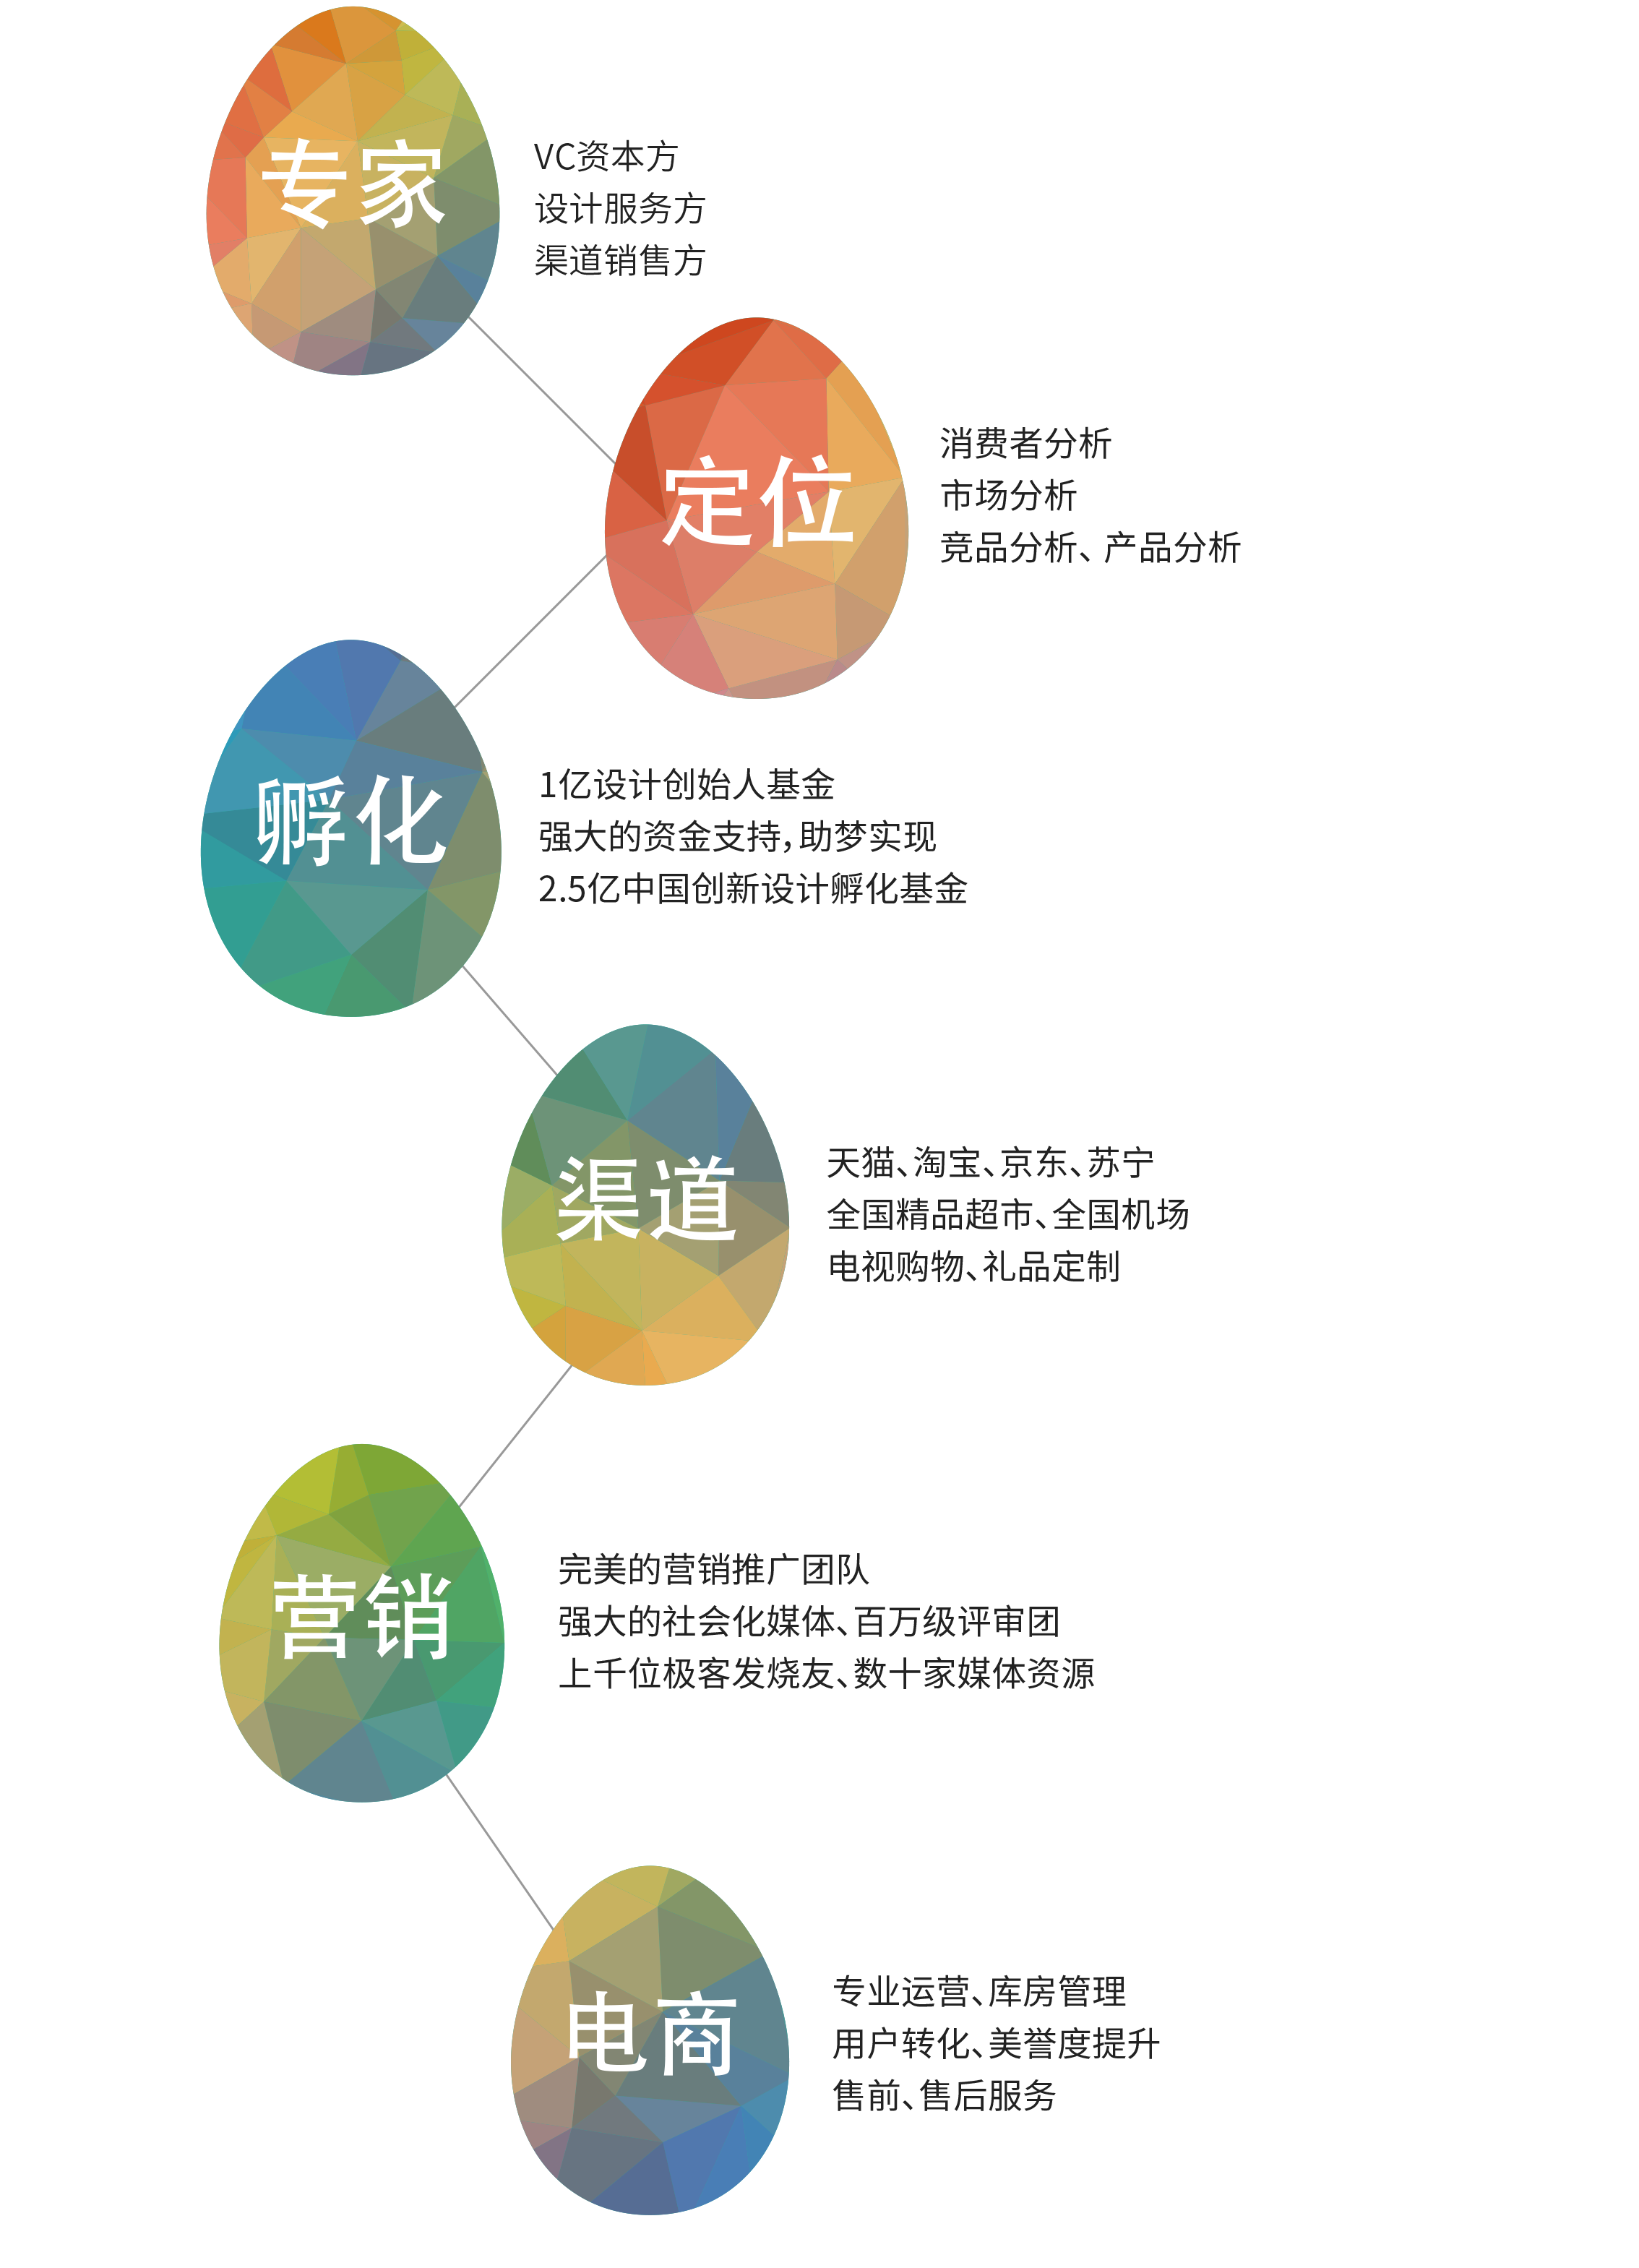 专家
VC资本方
设计服务方
渠道销售方
定位
消费者分析
市场分析
竞品分析、产品分析
孵化
1亿设计创始人基金
强大的资金支持，助梦实现
2.5亿中国创新设计孵化基金
渠道
天猫、淘宝、京东、苏宁
全国精品超市、全国机场
电视购物、礼品定制
营销
完美的营销推广团队
强大的社会化媒体、百万级评审团
上千位极客发烧友、数十家媒体资源
电商
专业运营、库房管理
用户转化、美誉度提升
售前、售后服务